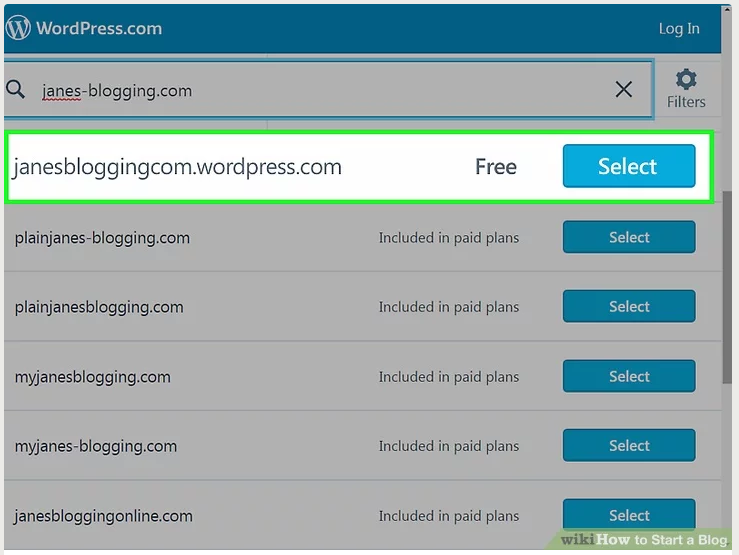 WordPress.com Log In
janes-blogging.com
Filters
janesbloggingcom.wordpress.com Free Select
plainjanes-blogging.com Included in paid plans Select
plainjanesblogging.com Included in paid plans Select
myjanesblogging.com Included in paid plans Select
myjanes-blogging.com Included in paid plans Select
janesbloggingonline.com Included in paid plans Select
wikiHow to Start a Blog